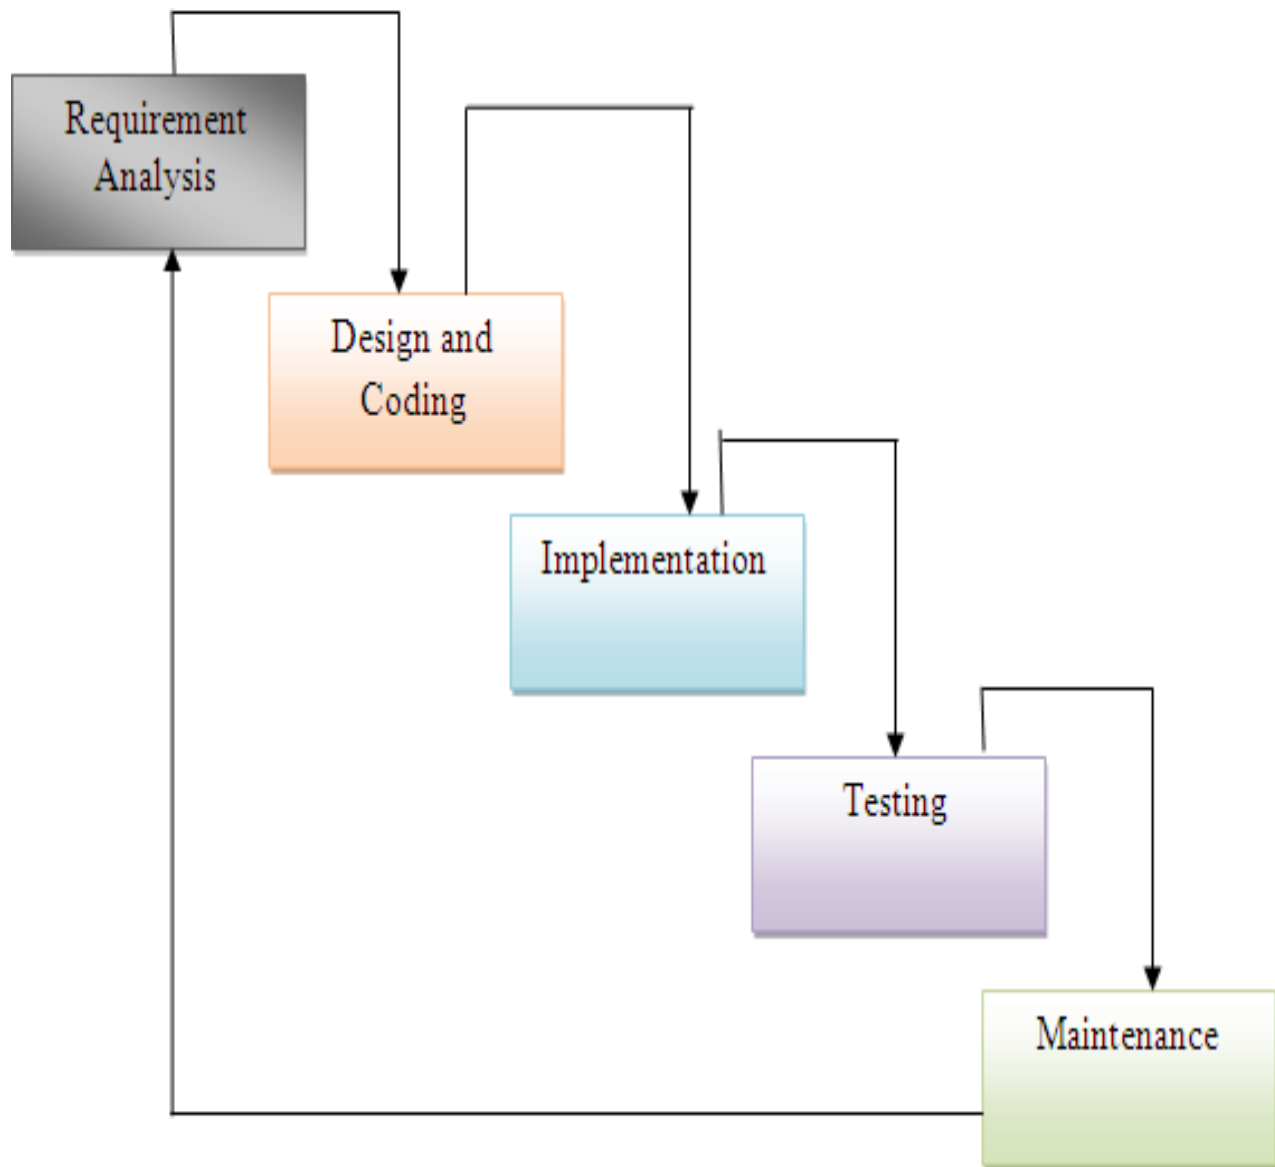 Requirement
Analysis
Design and
Coding
Implementation
Testing
Maintenance